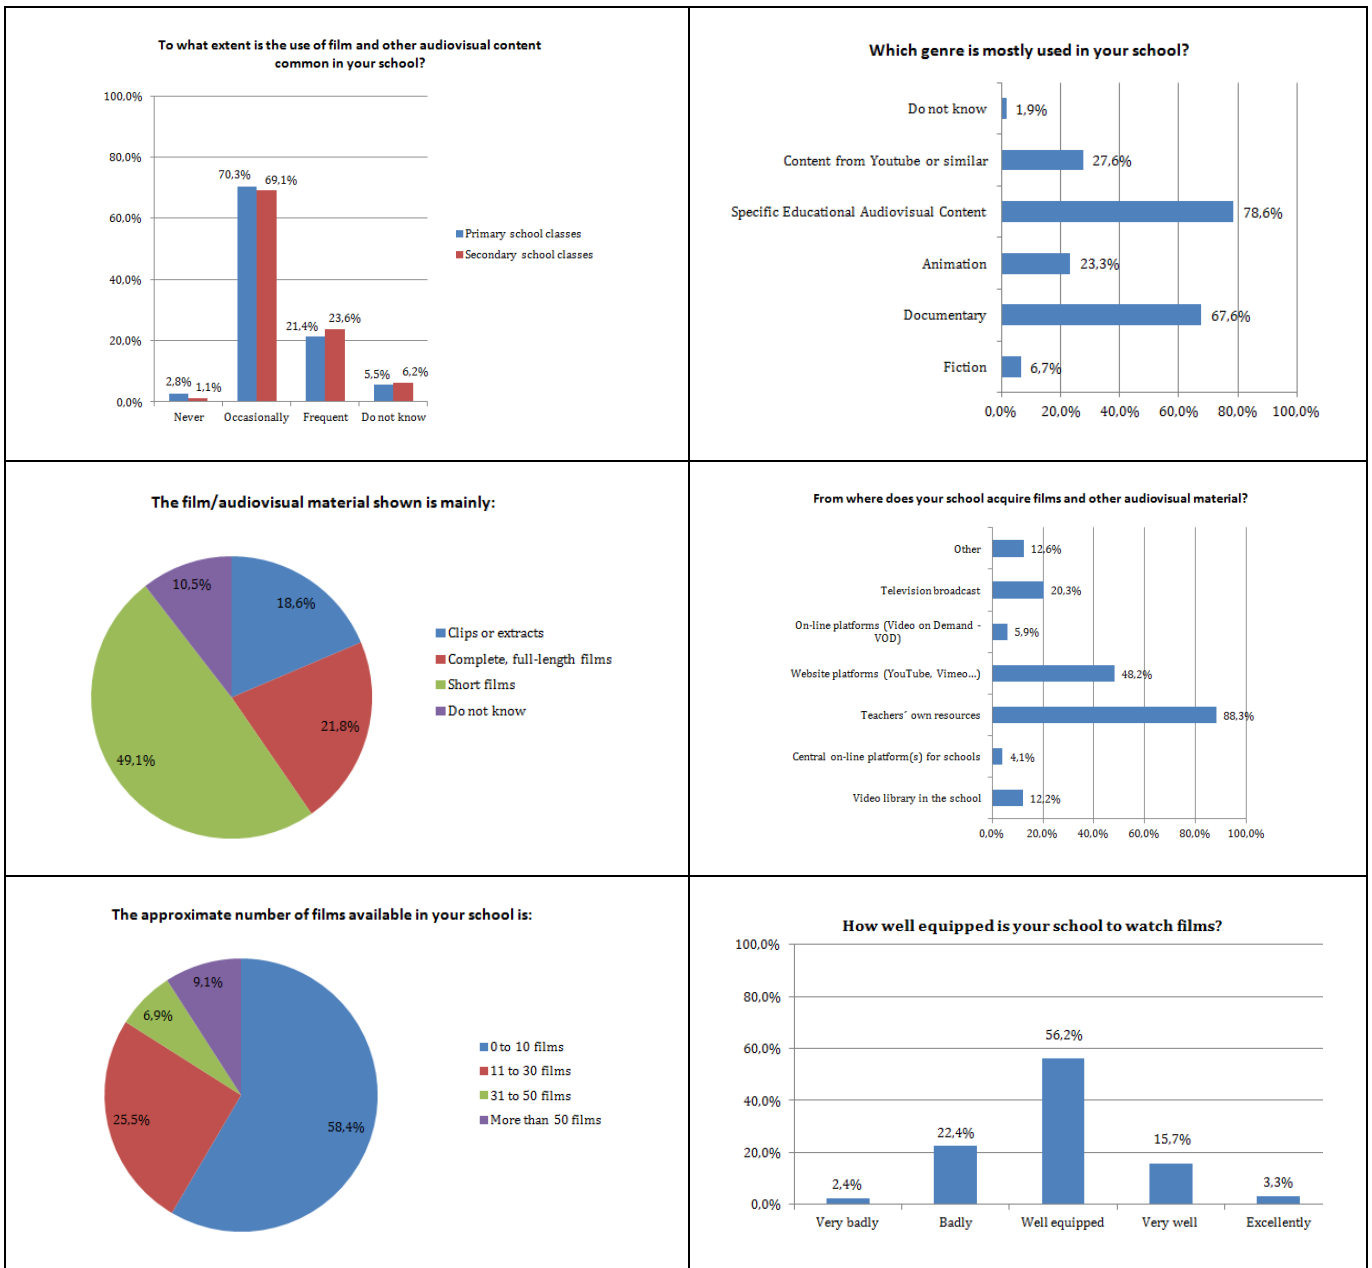 To what extent is the use of film and other audiovisual content
common in your school?
100,0%
80,0%
60,0%
40,0%
20,0%
0,0%
70,3%
69,1%
21,4%
23,6%
2,8%
1,1%
5,5%
6,2%
Never
Occasionally
Frequent
Do not know
Primary school classes
Secondary school classes
Which genre is mostly used in your school?
Do not know
1,9%
Content from Youtube or similar
27,6%
Specific Educational Audiovisual Content
78,6%
Animation
23,3%
Documentary
67,6%
Fiction
6,7%
0,0%
20,0%
40,0%
60,0%
80,0%
100,0%
The film/audiovisual material shown is mainly:
10,5%
18,6%
21,8%
49,1%
Clips or extracts
Complete, full-length films
Short films
Do not know
From where does your school acquire films and other audiovisual material?
Other
12,6%
Television broadcast
20,3%
On-line platforms (Video on Demand -
VOD)
5,9%
Website platforms (YouTube, Vimeo...)
48,2%
Teachers´ own resources
88,3%
Central on-line platform(s) for schools
4,1%
Video library in the school
12,2%
0,0%
20,0%
40,0%
60,0%
80,0%
100,0%
The approximate number of films available in your school is:
9,1%
6,9%
25,5%
58,4%
0 to 10 films
11 to 30 films
31 to 50 films
More than 50 films
How well equipped is your school to watch films?
100,0%
80,0%
60,0%
40,0%
20,0%
0,0%
2,4%
22,4%
56,2%
15,7%
3,3%
Very badly
Badly
Well equipped
Very well
Excellently